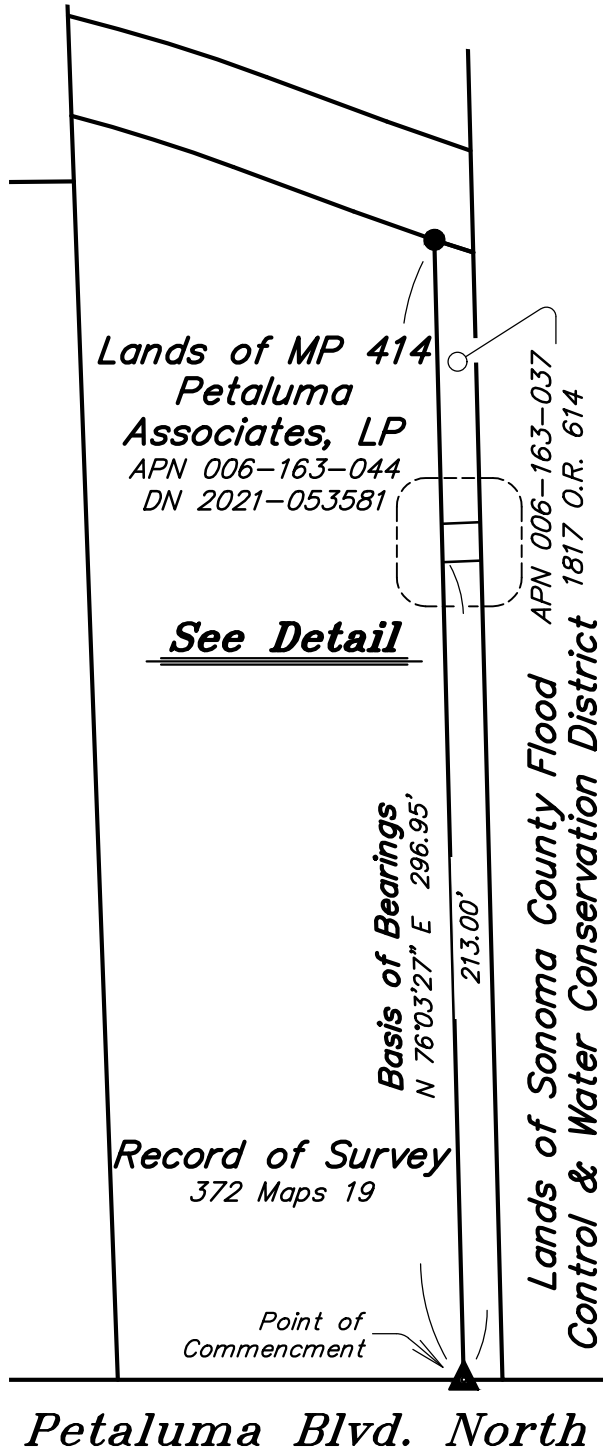 Lands of MP 414
Petaluma
Associates, LP
APN 006-163-044
DN 2021-053581
See Detail
Basis of Bearings
N 76°03'27" E 296.95'
213.00'
Lands of Sonoma County Flood
Control & Water Conservation District
APN 006-163-037
1817 O.R. 614
Record of Survey
372 Maps 19
Point of
Commencment
Petaluma Blvd. North